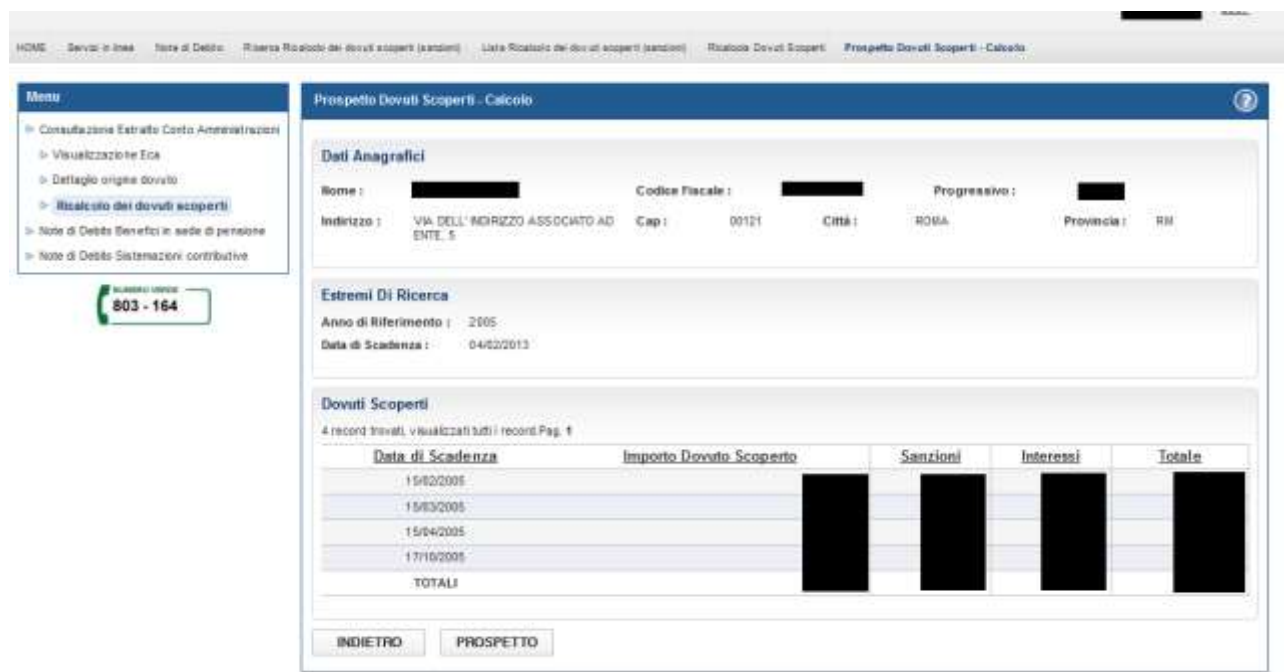 HOME Servizi in linea Note di Debito Ricerca Ricalcolo dei dovuti scoperti (sanzioni) Lista Ricalcolo dei dovuti scoperti (sanzioni) Ricalcolo Dovuti Scoperti Prospetto Dovuti Scoperti - Calcolo
Menu
Consultazione Estratto Conto Amministrazioni
Visualizzazione Eca
Dettaglio origine dovuto
Ricalcolo dei dovuti scoperti
Note di Debito Benefici in sede di pensione
Note di Debito Sistemazioni contributive
NUMERO VERDE
803 - 164
Prospetto Dovuti Scoperti - Calcolo ?
Dati Anagrafici
Nome : Codice Fiscale : Progressivo :
Indirizzo : VIA DELL' INDIRIZZO ASSOCIATO AD Cap : 00121 Città : ROMA Provincia : RM
ENTE, 5
Estremi Di Ricerca
Anno di Riferimento : 2005
Data di Scadenza : 04/02/2013
Dovuti Scoperti
4 record trovati, visualizzati tutti i record.Pag. 1
Data di Scadenza Importo Dovuto Scoperto Sanzioni Interessi Totale
15/02/2005
15/03/2005
15/04/2005
17/10/2005
TOTALI
INDIETRO PROSPETTO